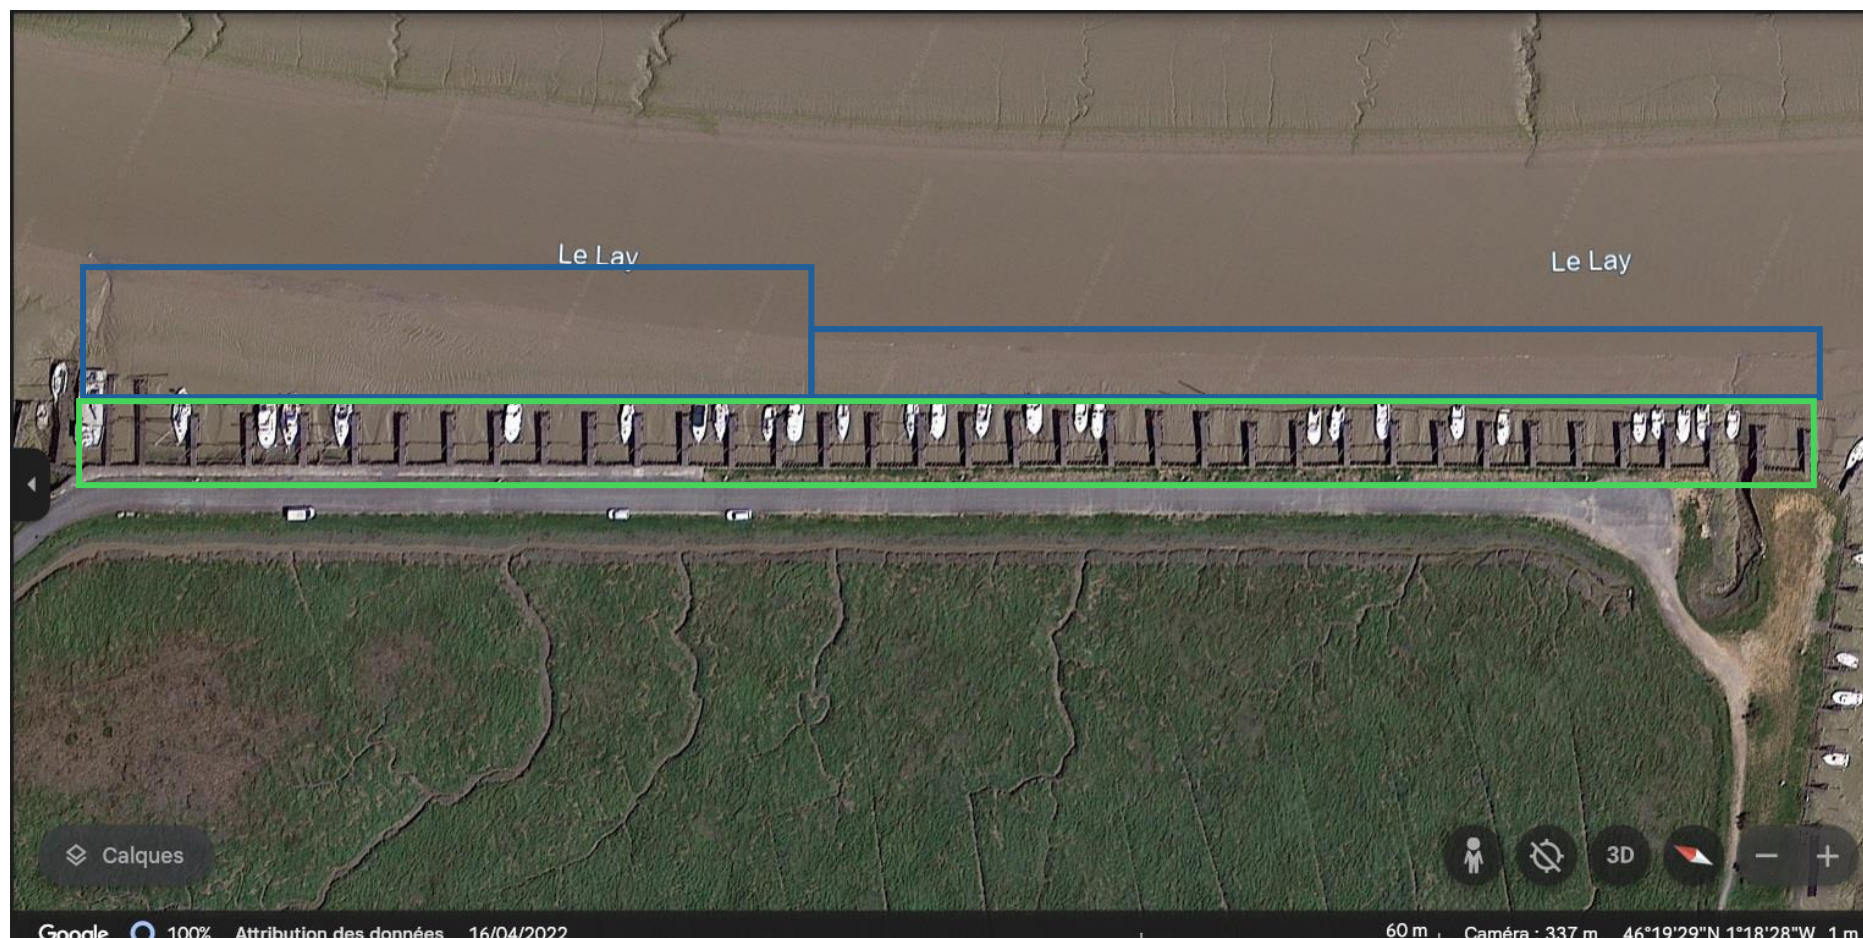 Le Lay
Le Lay
Calques
3D
Google 100% Attribution des données 16/04/2022 60 m Caméra : 337 m 46°19'29"N 1°18'28"W 1 m